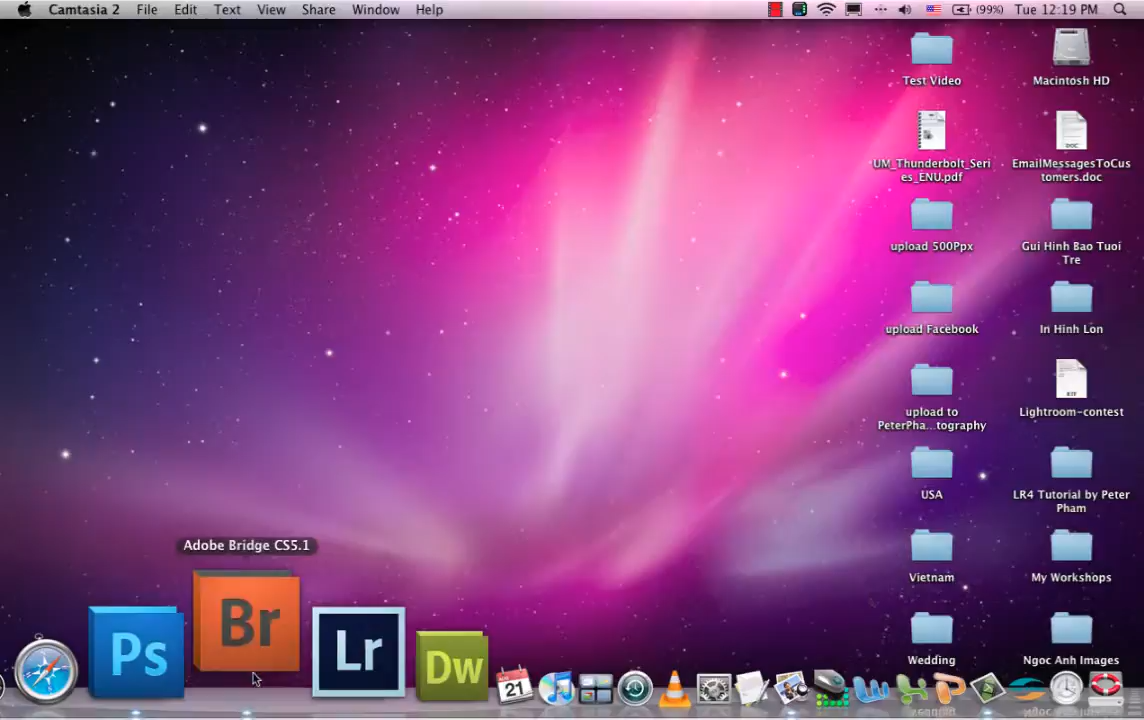 Camtasia 2 File Edit Text View Share Window Help (99%) Tue 12:19 PM
Test Video
Macintosh HD
UM_Thunderbolt_Seri
es_ENU.pdf
DOC
EmailMessagesToCus
tomers.doc
upload 500Ppx
Gui Hinh Bao Tuoi
Tre
upload Facebook
In Hinh Lon
upload to
PeterPha...tography
RTF
Lightroom-contest
USA
LR4 Tutorial by Peter
Pham
Vietnam
My Workshops
Wedding
Ngoc Anh Images
Adobe Bridge CS5.1
Ps
Br
Lr
Dw
21